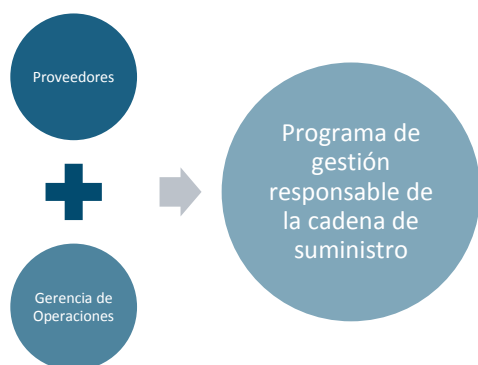 Proveedores
Gerencia de
Operaciones
Programa de
gestión
responsable de
la cadena de
suministro